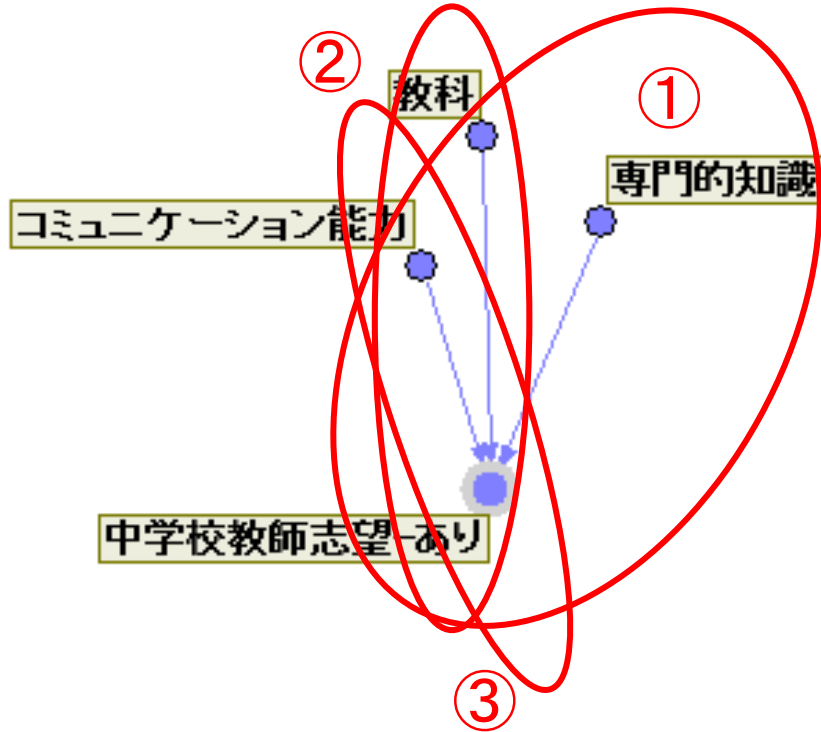 ②
教科
①
専門的知識
コミュニケーション能力
中学校教師志望-あり
③